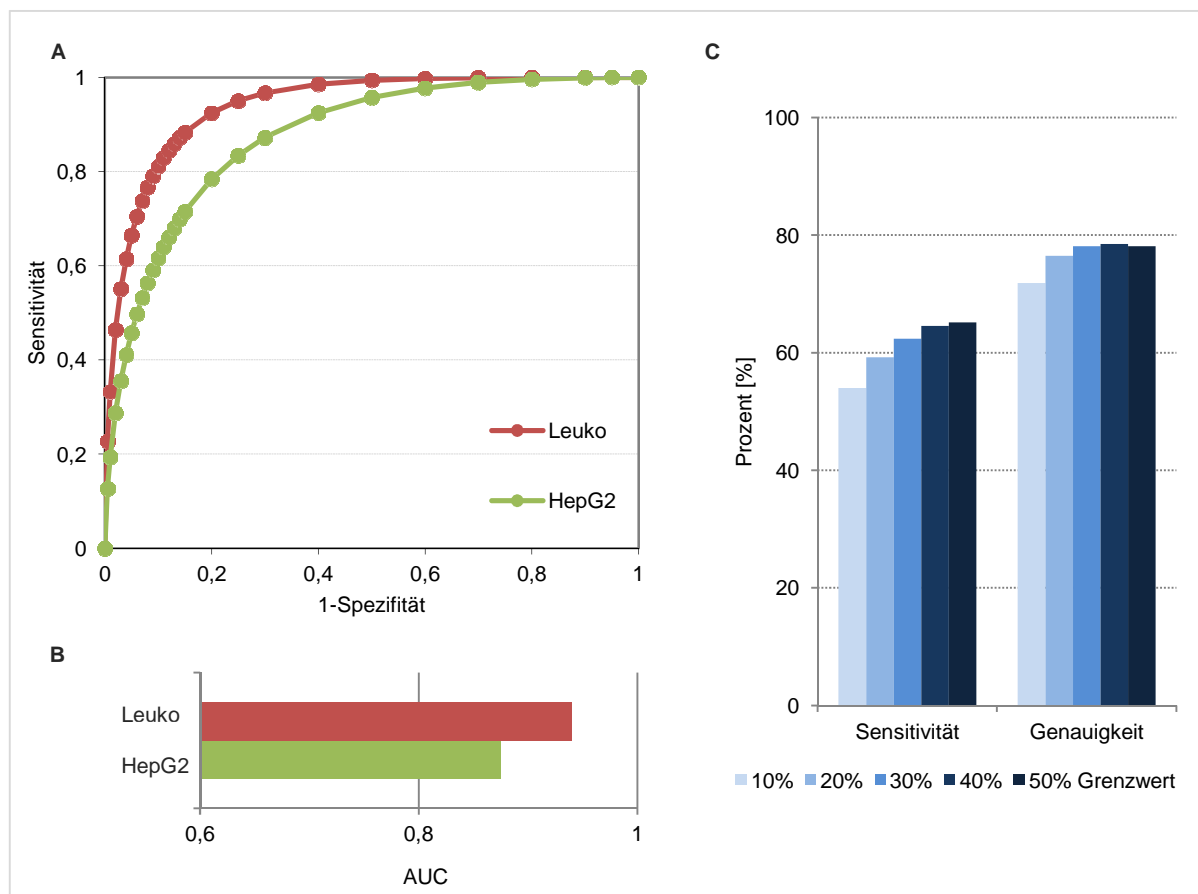 A
1
0,8
0,6
0,4
0,2
0
Sensitivität
Leuko
HepG2
0 0,2 0,4 0,6 0,8 1
1-Spezifität
B
Leuko
HepG2
0,6 0,8 1
AUC
C
100
80
60
40
20
0
Prozent [%]
Sensitivität Genauigkeit
10% 20% 30% 40% 50% Grenzwert